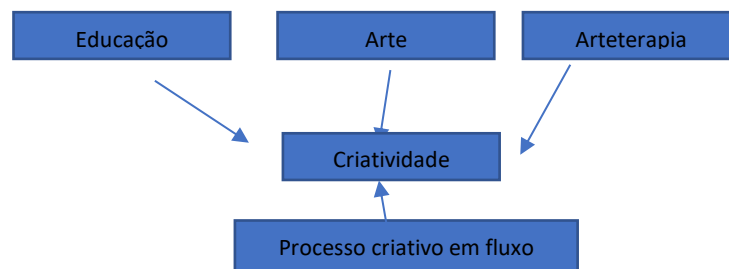 Educação
Arte
Arteterapia
Criatividade
Processo criativo em fluxo